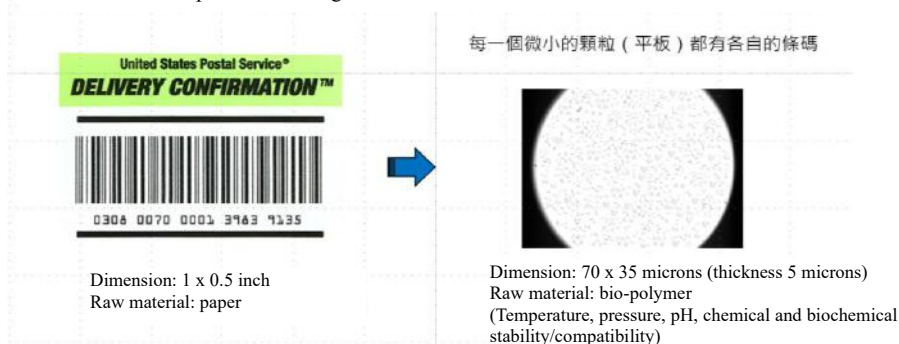 United States Postal Service®
DELIVERY CONFIRMATION™
0308 0070 0001 3983 9135
Dimension: 1 x 0.5 inch
Raw material: paper
每一個微小的顆粒（平板）都有各自的條碼
Dimension: 70 x 35 microns (thickness 5 microns)
Raw material: bio-polymer
(Temperature, pressure, pH, chemical and biochemical
stability/compatibility)